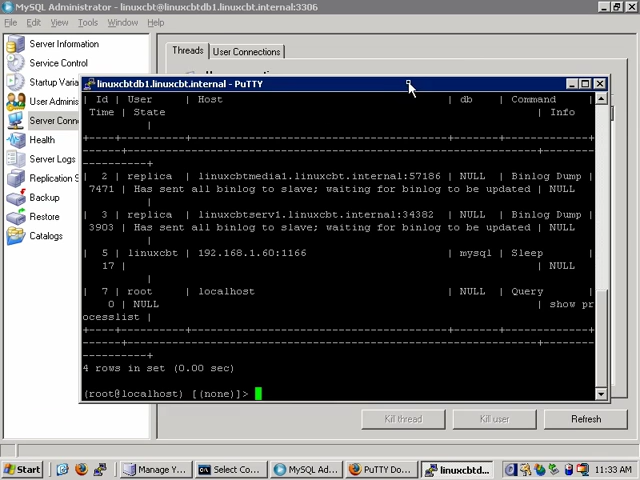 MySQL Administrator - linuxcbt@linuxcbtdb1.linuxcbt.internal:3306
File Edit View Tools Window Help
Server Information
Service Control
Startup Varia
User Adminis
Server Conne
Health
Server Logs
Replication S
Backup
Restore
Catalogs
Threads User Connections
linuxcbtdb1.linuxcbt.internal - PuTTY
| Id | User | Host | db | Command |
Time | State | Info |
|
+----+----------+
----------+
| 2 | replica | linuxcbtmedia1.linuxcbt.internal:57186 | NULL | Binlog Dump |
7471 | Has sent all binlog to slave; waiting for binlog to be updated | NULL
|
| 3 | replica | linuxcbtserv1.linuxcbt.internal:34382 | NULL | Binlog Dump |
3903 | Has sent all binlog to slave; waiting for binlog to be updated | NULL
|
| 5 | linuxcbt | 192.168.1.60:1166 | mysql | Sleep |
17 | | NULL
|
| 7 | root | localhost | NULL | Query |
0 | NULL | show pr
ocesslist |
4 rows in set (0.00 sec)
(root@localhost) [(none)]>
Kill thread Kill user Refresh
Start Manage Y... Select Co... MySQL Ad... PuTTY Do... linuxcbtd... 11:33 AM